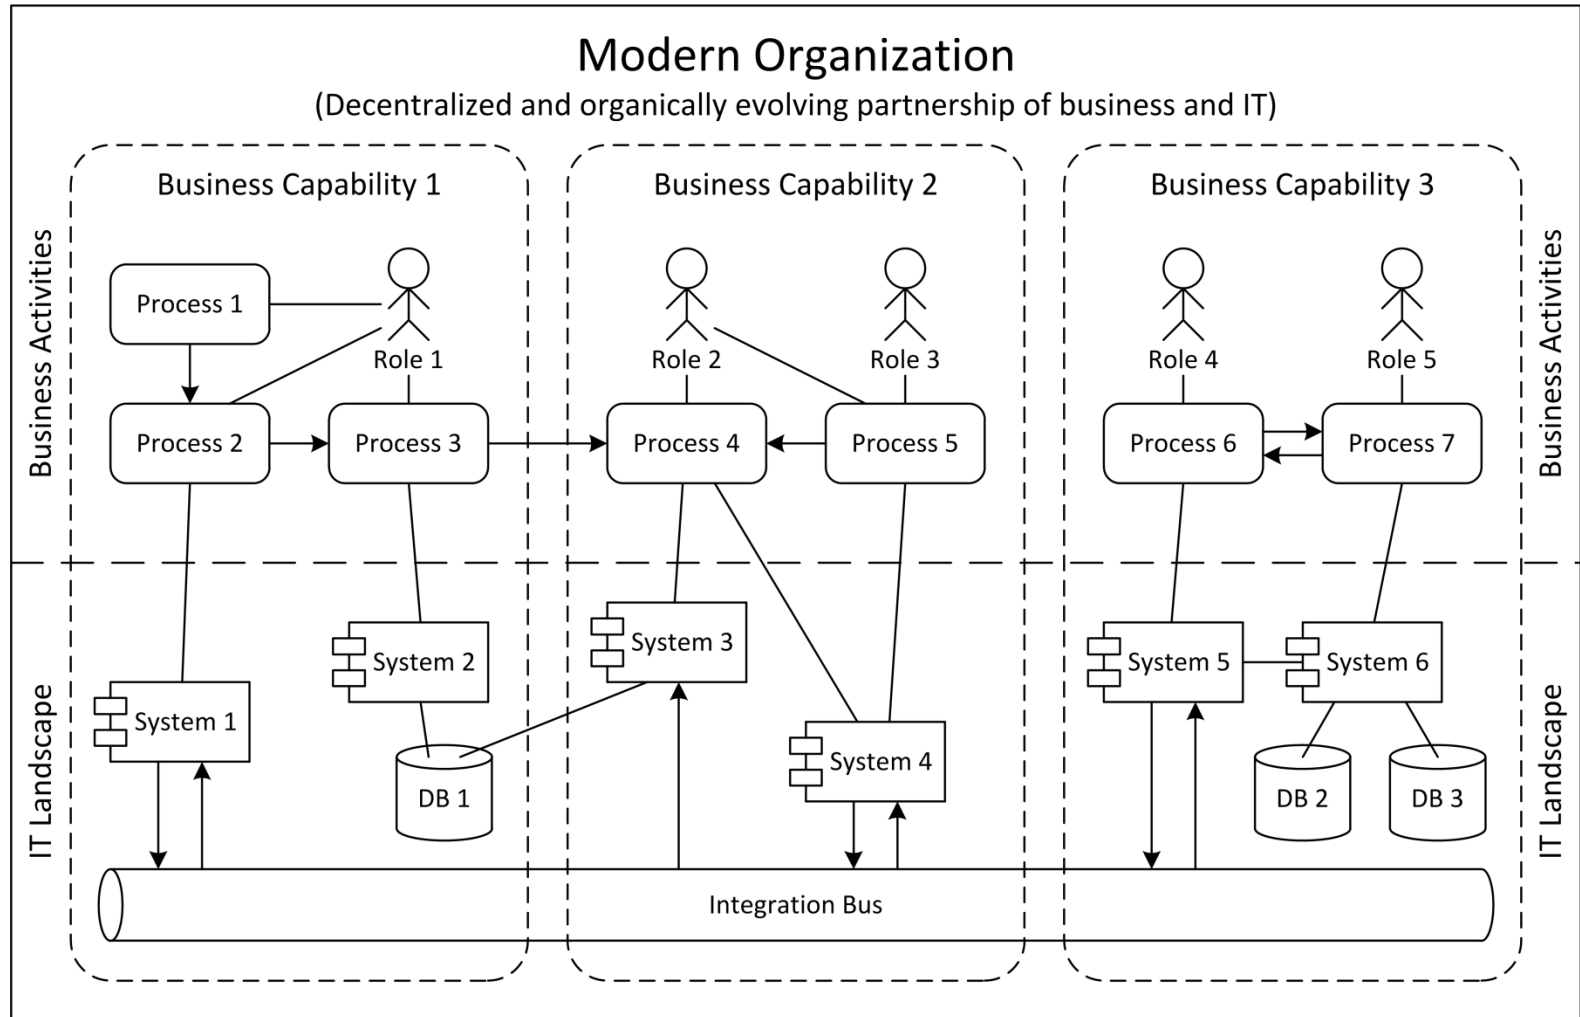 Modern Organization
(Decentralized and organically evolving partnership of business and IT)
Business Activities
IT Landscape
Business Capability 1
Process 1
Role 1
Process 2
Process 3
System 2
System 1
DB 1
Business Capability 2
Role 2
Role 3
Process 4
Process 5
System 3
System 4
Business Capability 3
Role 4
Role 5
Process 6
Process 7
System 5
System 6
DB 2
DB 3
Integration Bus
Business Activities
IT Landscape